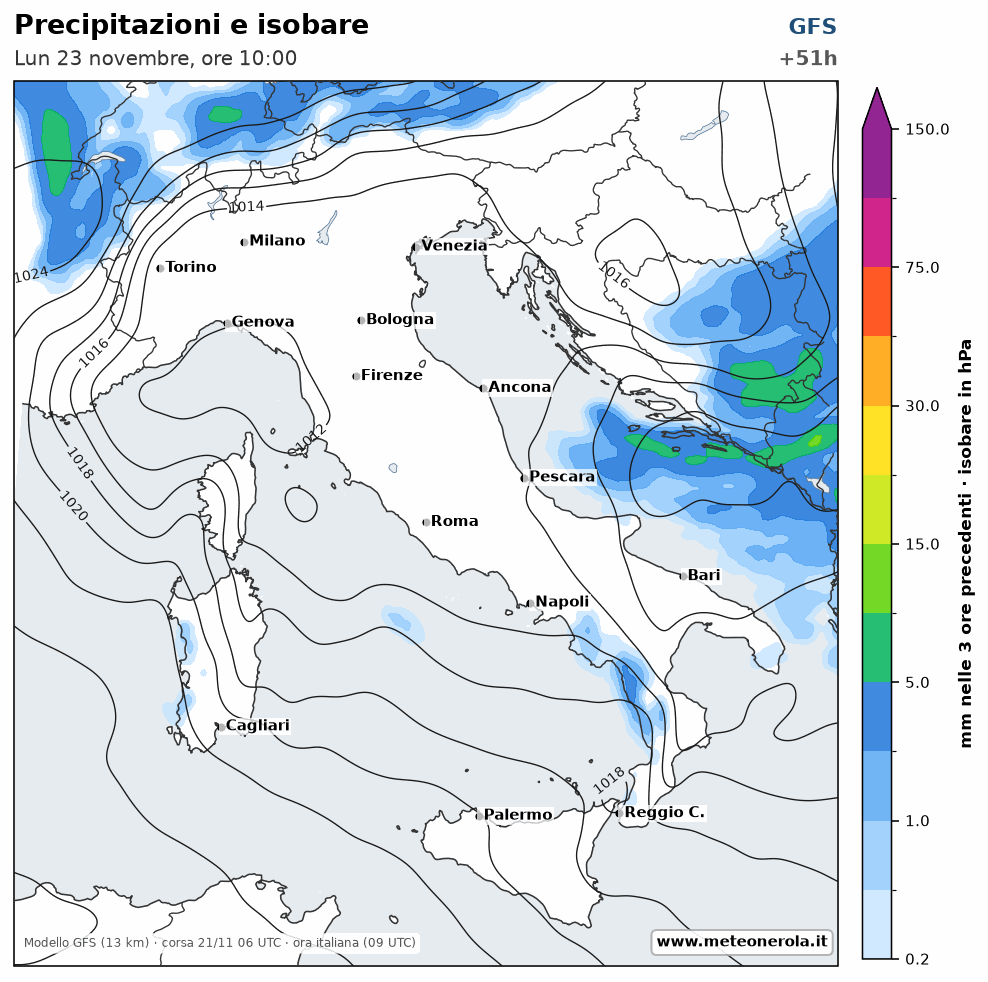 Precipitazioni e isobare
GFS
Lun 23 novembre, ore 10:00
+51h
150.0
75.0
30.0
15.0
5.0
1.0
0.2
mm nelle 3 ore precedenti · isobare in hPa
1014
Milano
Venezia
Torino
1024
1016
Genova
Bologna
1016
Firenze
Ancona
1012
1018
Pescara
1020
Roma
Bari
Napoli
Cagliari
1018
Palermo
Reggio C.
Modello GFS (13 km) · corsa 21/11 06 UTC · ora italiana (09 UTC)
www.meteonerola.it